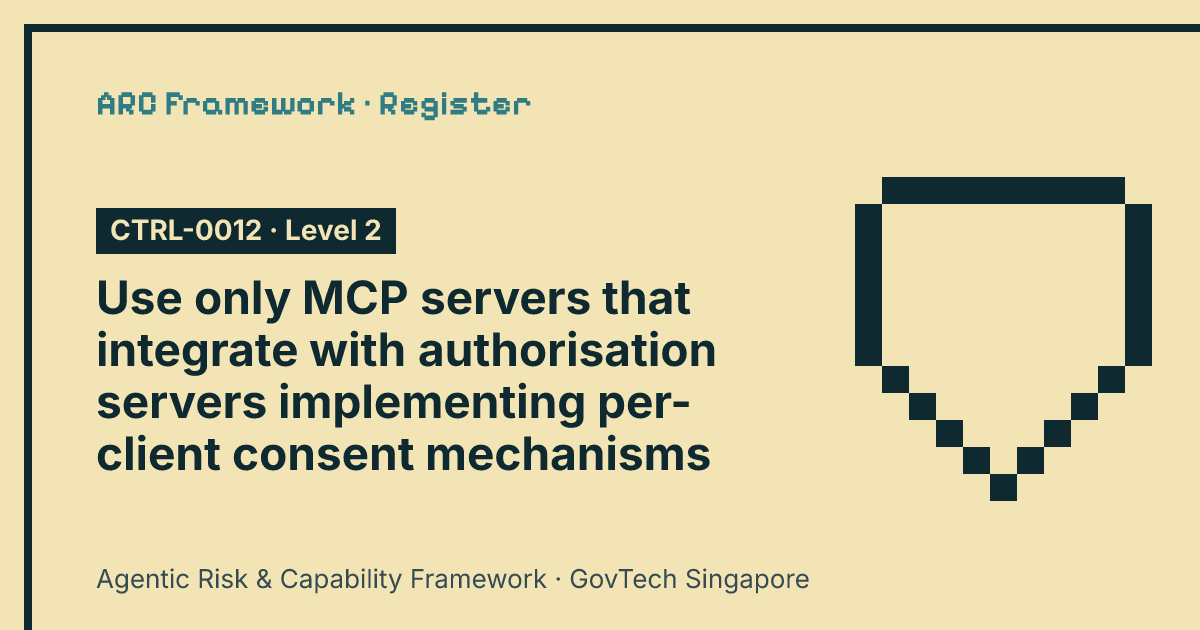 ARC Framework · Register
CTRL-0012 · Level 2
Use only MCP servers that
integrate with authorisation
servers implementing per-
client consent mechanisms
Agentic Risk & Capability Framework · GovTech Singapore